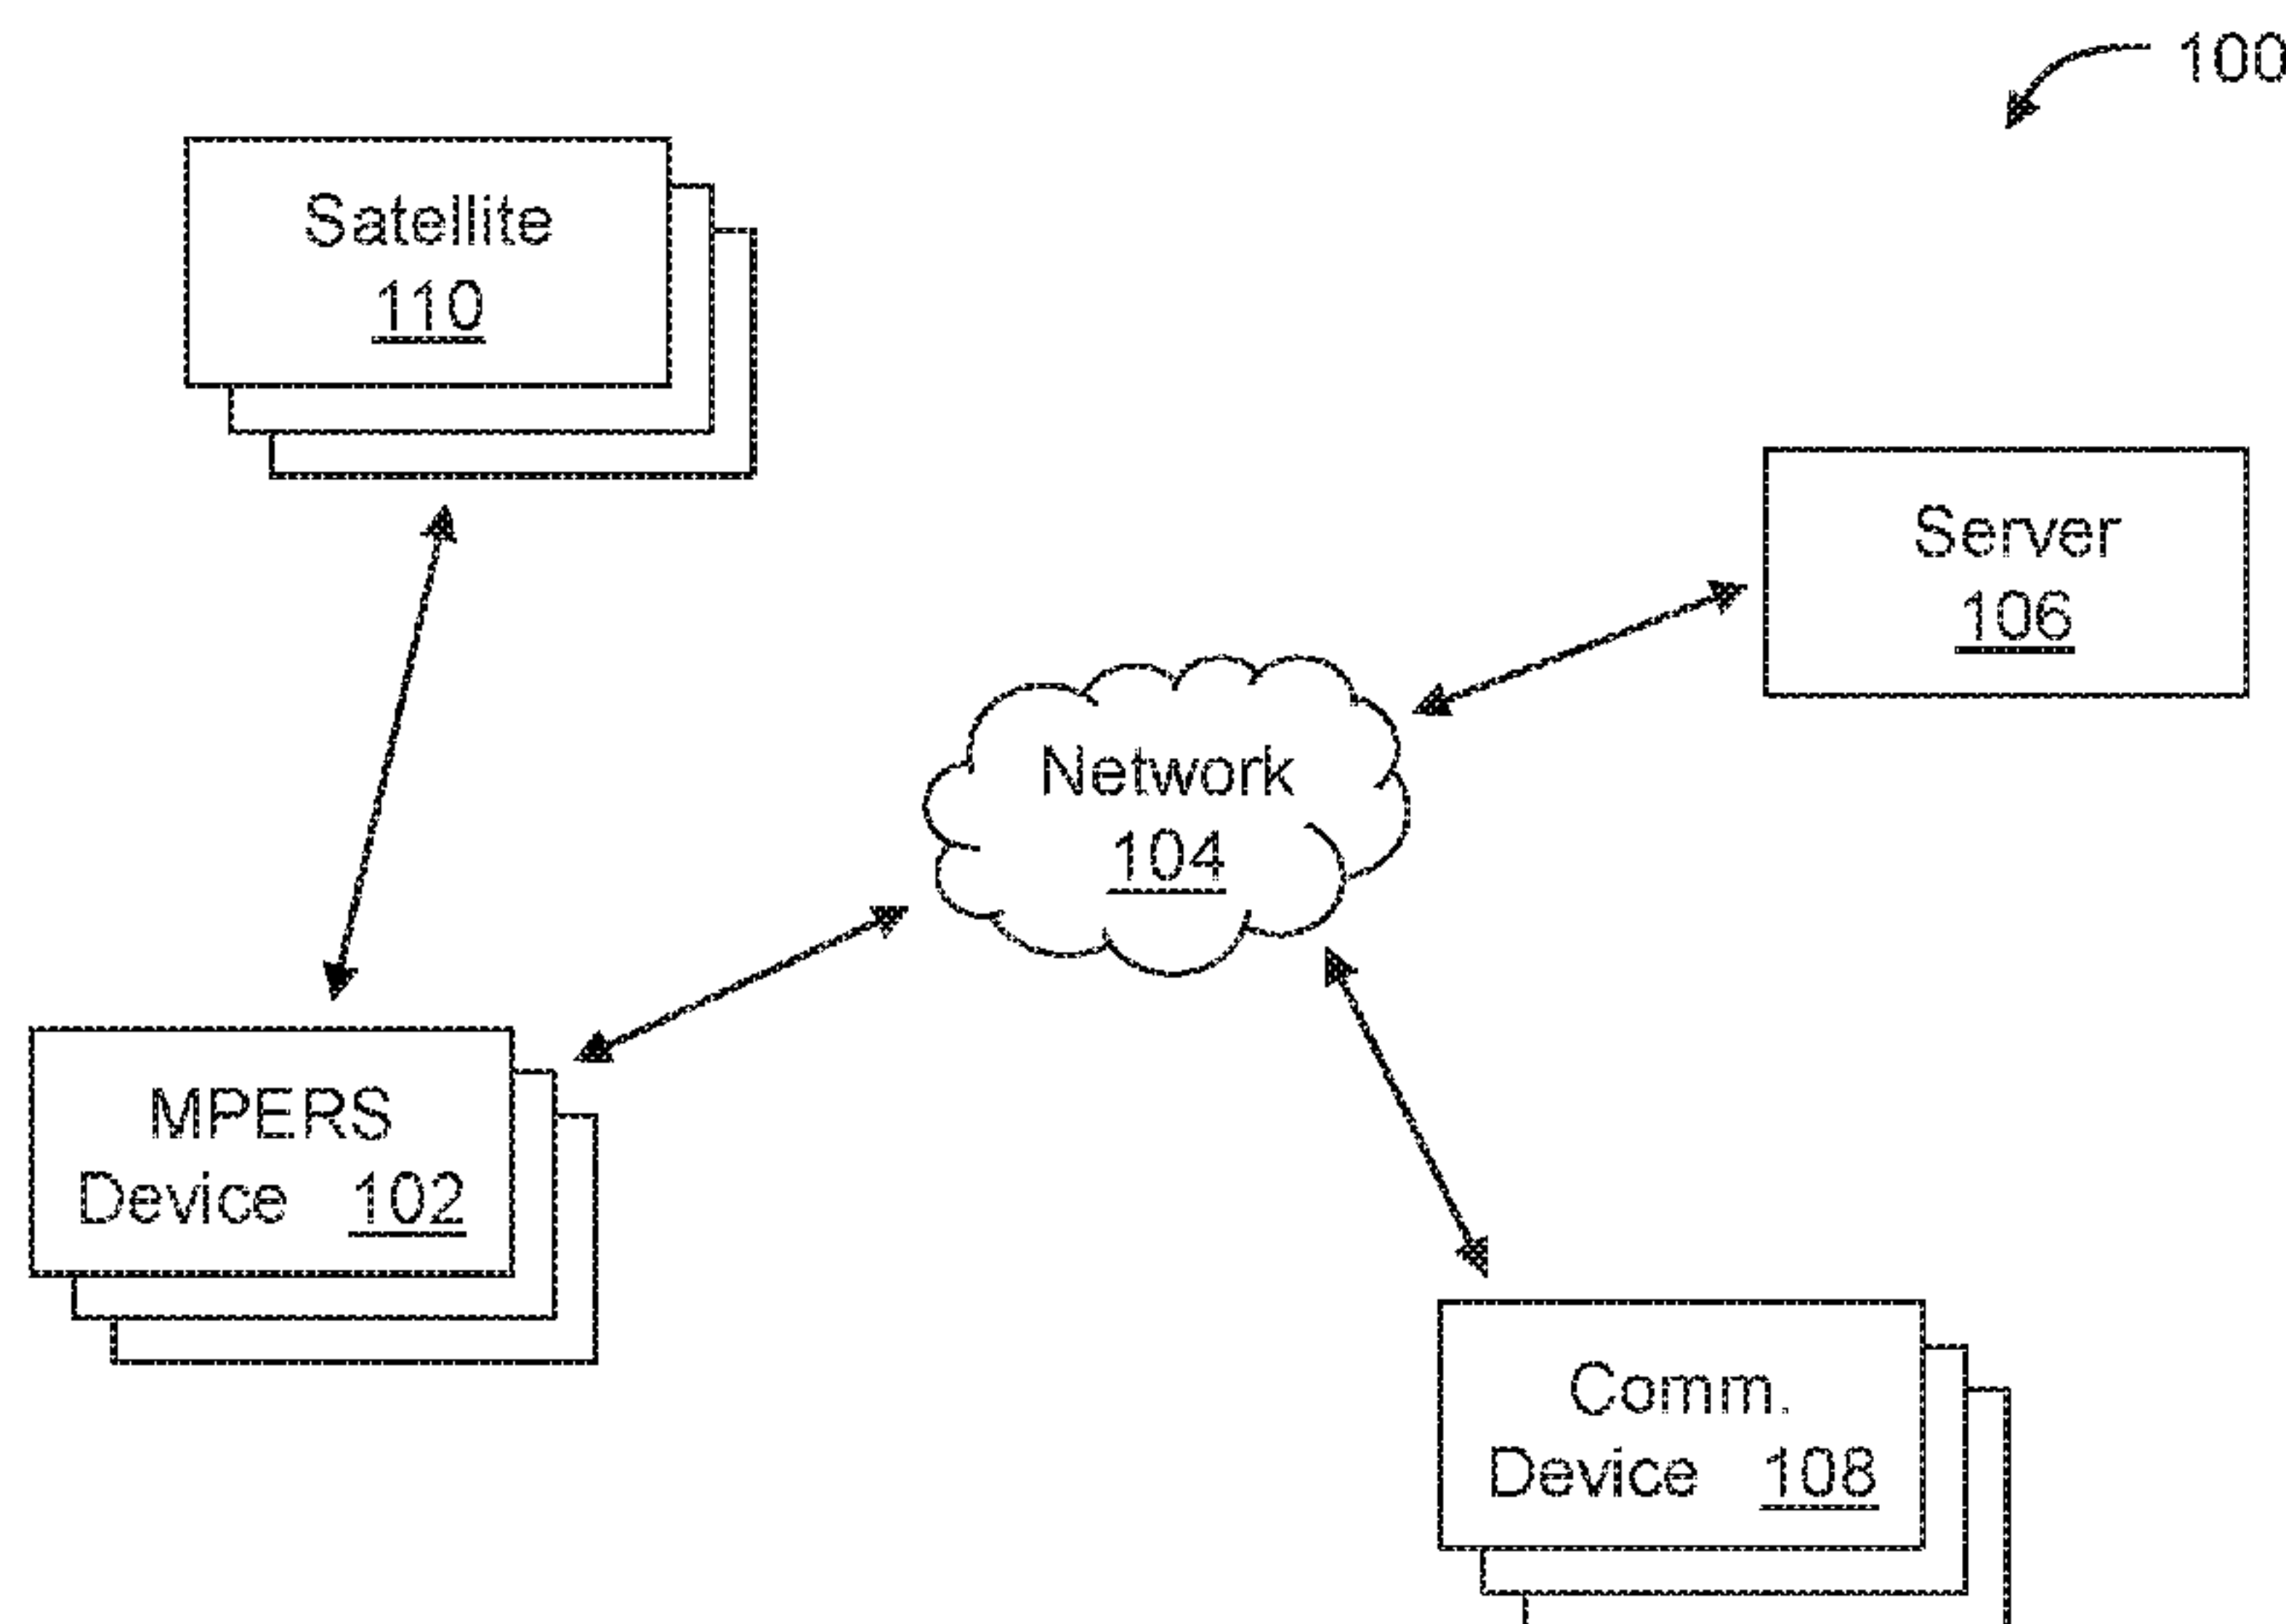 100
Satellite
110
Server
106
Network
104
MPERS
Device 102
Comm.
Device 108